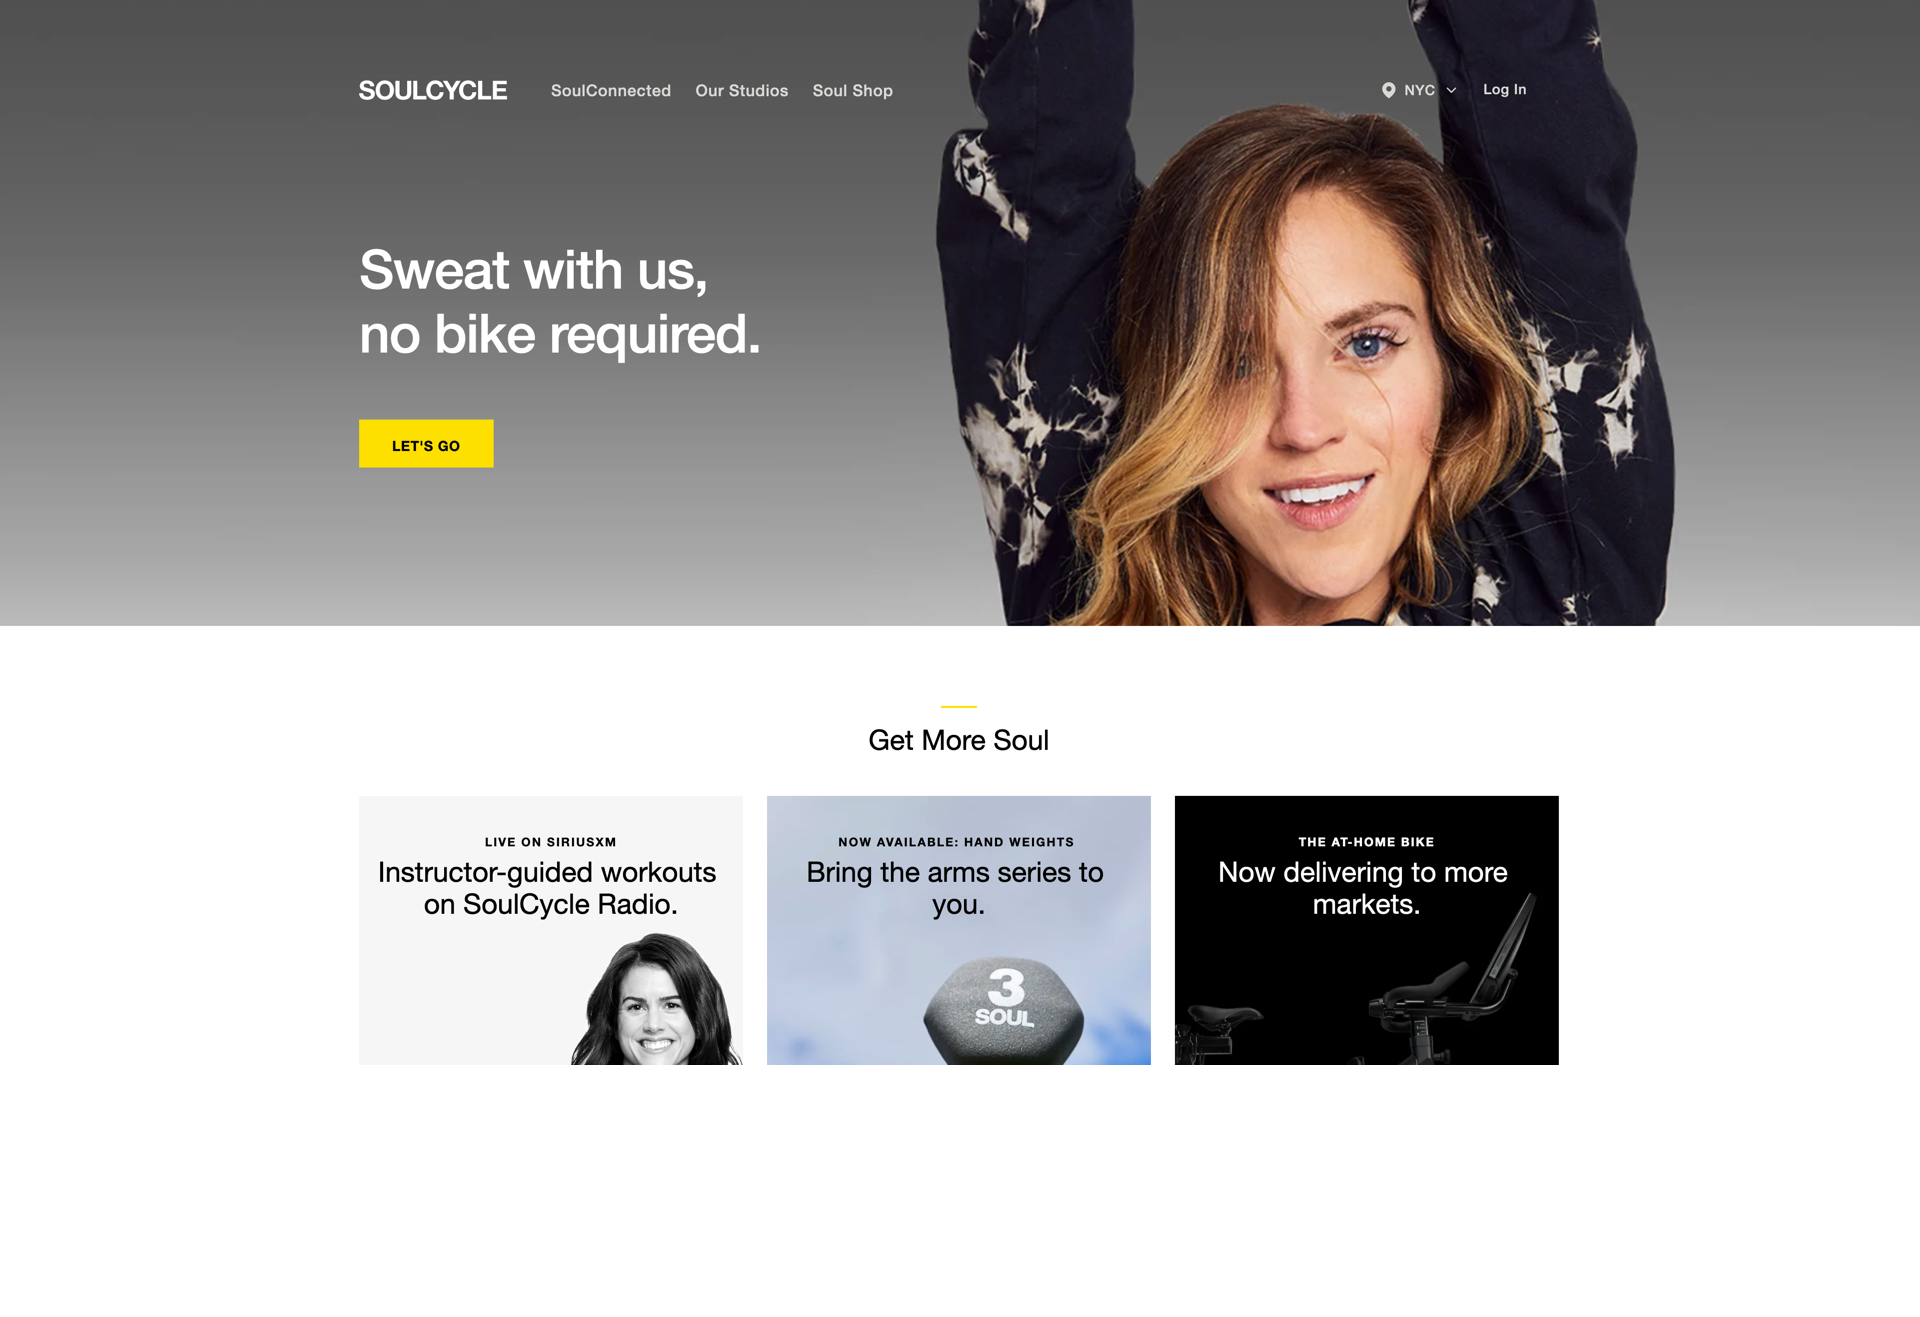 SOULCYCLE
SoulConnected
Our Studios
Soul Shop
NYC
Log In
Sweat with us,
no bike required.
LET'S GO
Get More Soul
LIVE ON SIRIUSXM
Instructor-guided workouts
on SoulCycle Radio.
NOW AVAILABLE: HAND WEIGHTS
Bring the arms series to
you.
3
SOUL
THE AT-HOME BIKE
Now delivering to more
markets.